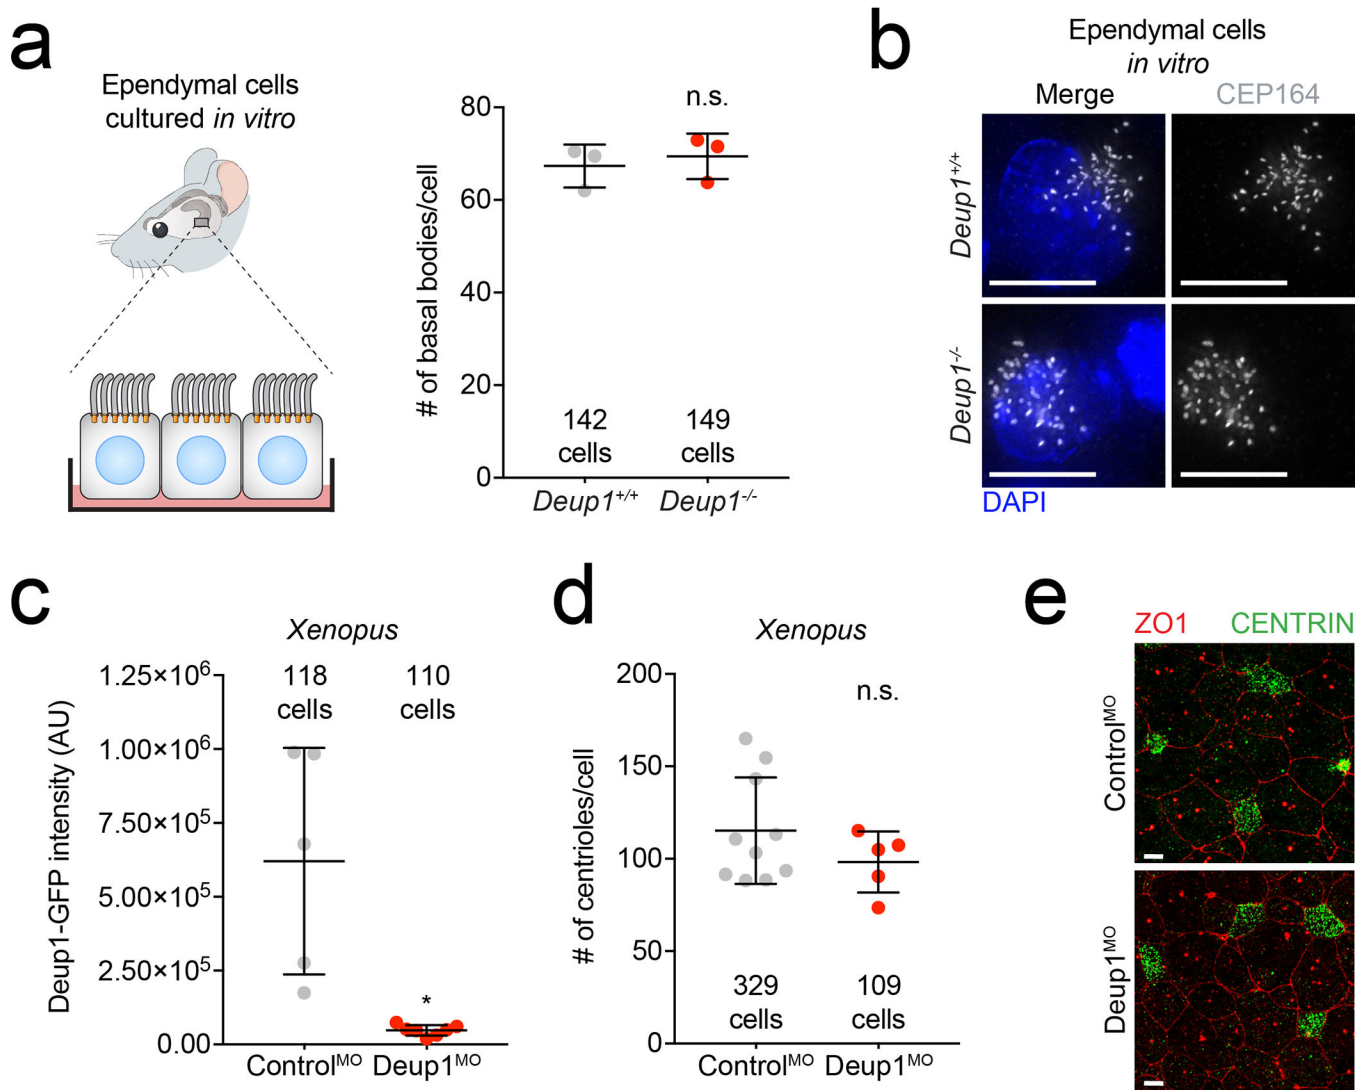 a
Ependymal cells
cultured in vitro
# of basal bodies/cell
80
60
40
20
0
n.s.
142
cells
149
cells
Deup1+/+
Deup1-/-
b
Ependymal cells
in vitro
Merge
CEP164
Deup1+/+
Deup1-/-
DAPI
c
Xenopus
Deup1-GFP intensity (AU)
1.25×10⁶
1.00×10⁶
7.50×10⁵
5.00×10⁵
2.50×10⁵
0.00
118
cells
110
cells
*
ControlMO
Deup1MO
d
Xenopus
# of centrioles/cell
200
150
100
50
0
n.s.
329
cells
109
cells
ControlMO
Deup1MO
e
ZO1
CENTRIN
ControlMO
Deup1MO